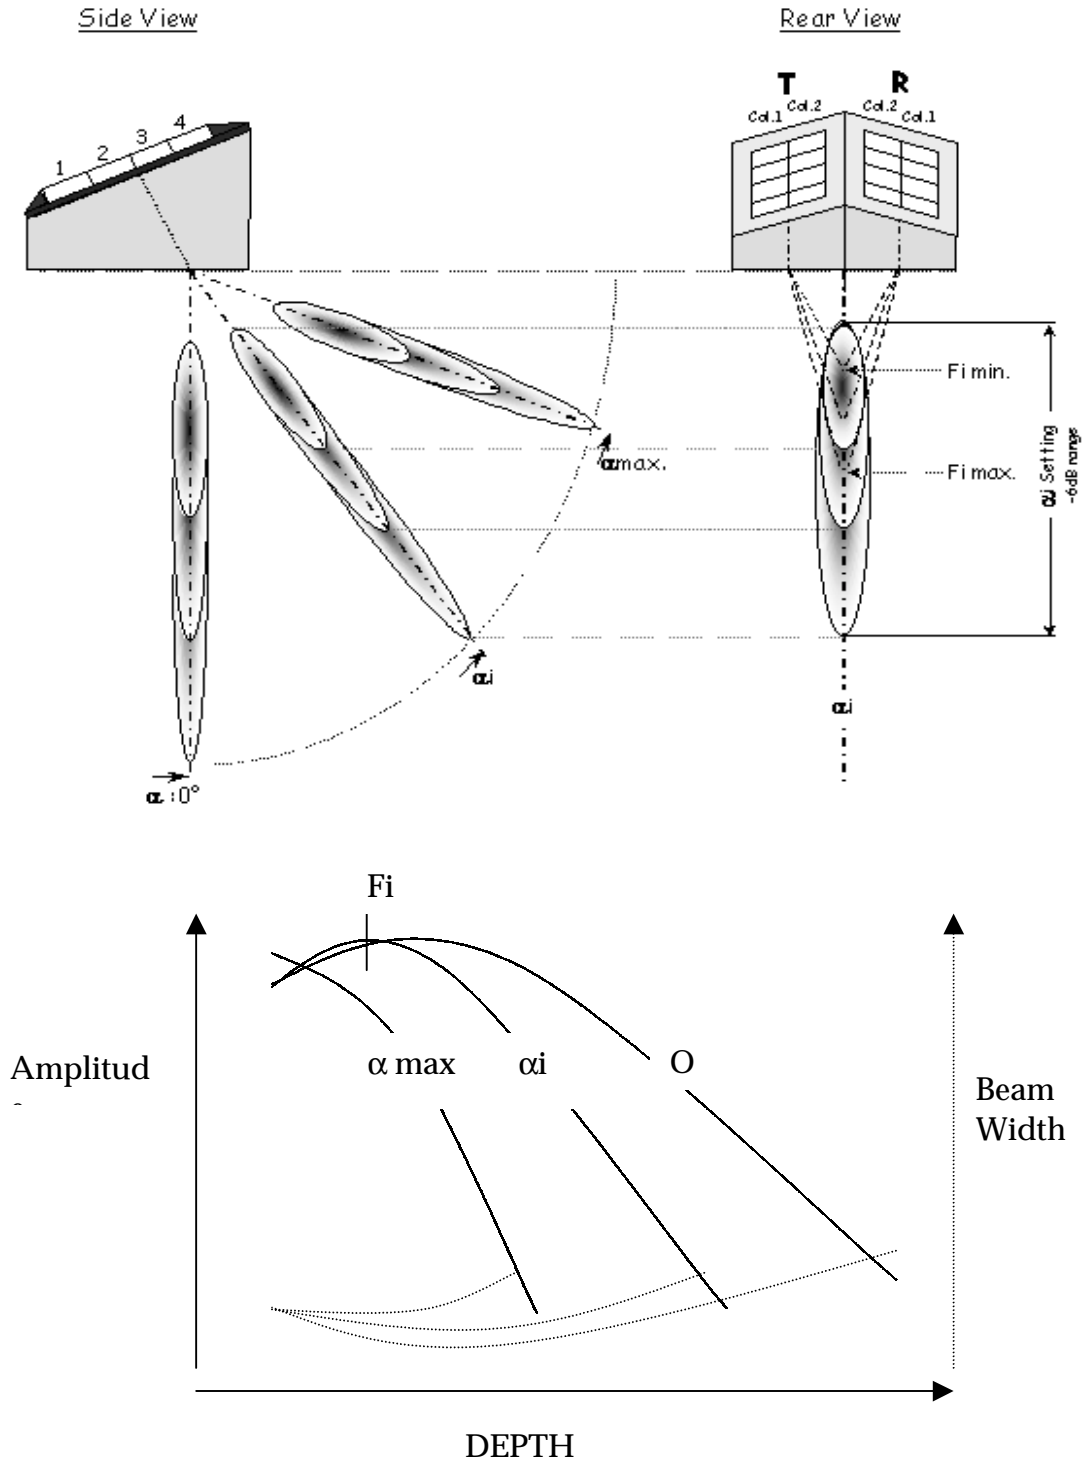 Side View
Rear View
T R
Col.1 Col.2 Col.2 Col.1
1 2 3 4
Fi min.
Fi max.
αi Setting
-6dB range
αmax.
αi
αi
α : 0°
Fi
Amplitud
α max αi O
Beam
Width
DEPTH